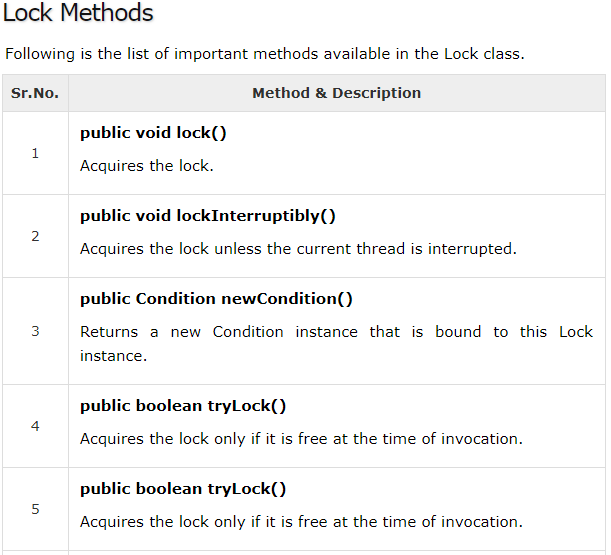 Lock Methods
Following is the list of important methods available in the Lock class.
Sr.No. Method & Description
1
public void lock()
Acquires the lock.
2
public void lockInterruptibly()
Acquires the lock unless the current thread is interrupted.
3
public Condition newCondition()
Returns a new Condition instance that is bound to this Lock
instance.
4
public boolean tryLock()
Acquires the lock only if it is free at the time of invocation.
5
public boolean tryLock()
Acquires the lock only if it is free at the time of invocation.